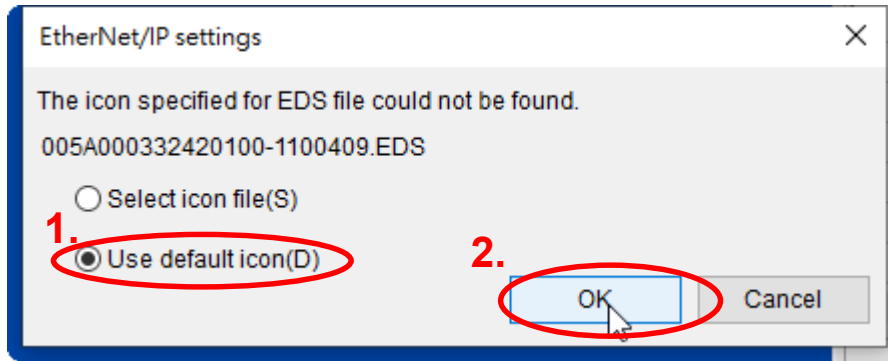 EtherNet/IP settings
The icon specified for EDS file could not be found.
005A000332420100-1100409.EDS
Select icon file(S)
1.
Use default icon(D)
2.
OK
Cancel